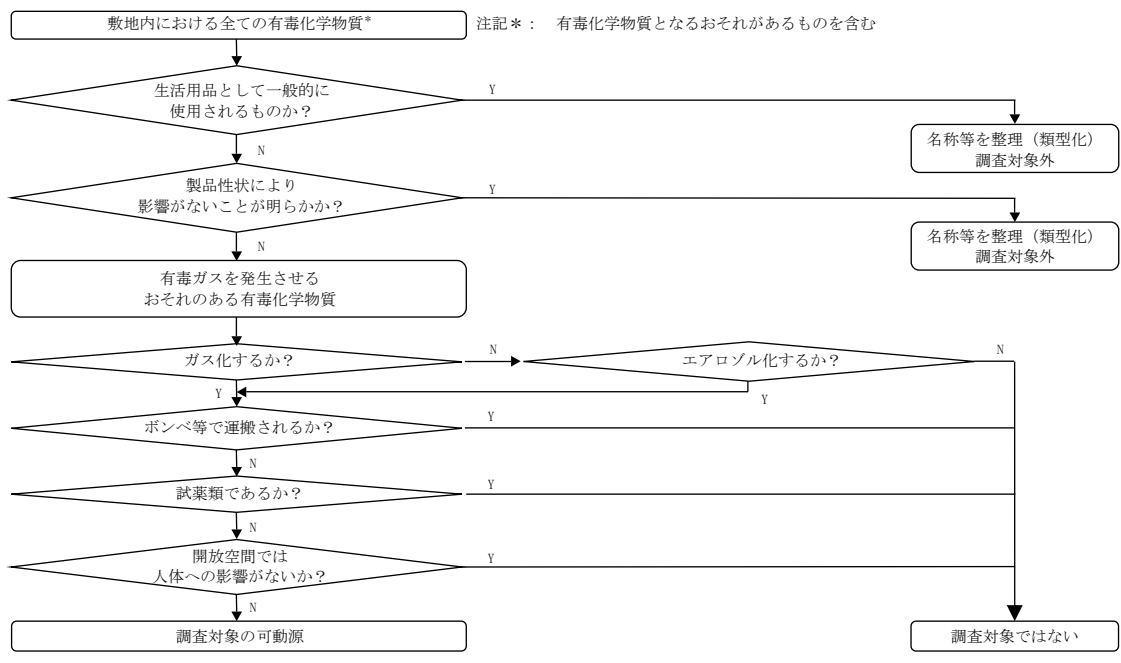 敷地内における全ての有毒化学物質*
注記＊： 有毒化学物質となるおそれがあるものを含む
生活用品として一般的に
使用されるものか？
Y
名称等を整理（類型化）
調査対象外
N
製品性状により
影響がないことが明らかか？
Y
名称等を整理（類型化）
調査対象外
N
有毒ガスを発生させる
おそれのある有毒化学物質
ガス化するか？
N
エアロゾル化するか？
N
Y
Y
ボンベ等で運搬されるか？
Y
N
試薬類であるか？
Y
N
開放空間では
人体への影響がないか？
Y
N
調査対象の可動源
調査対象ではない